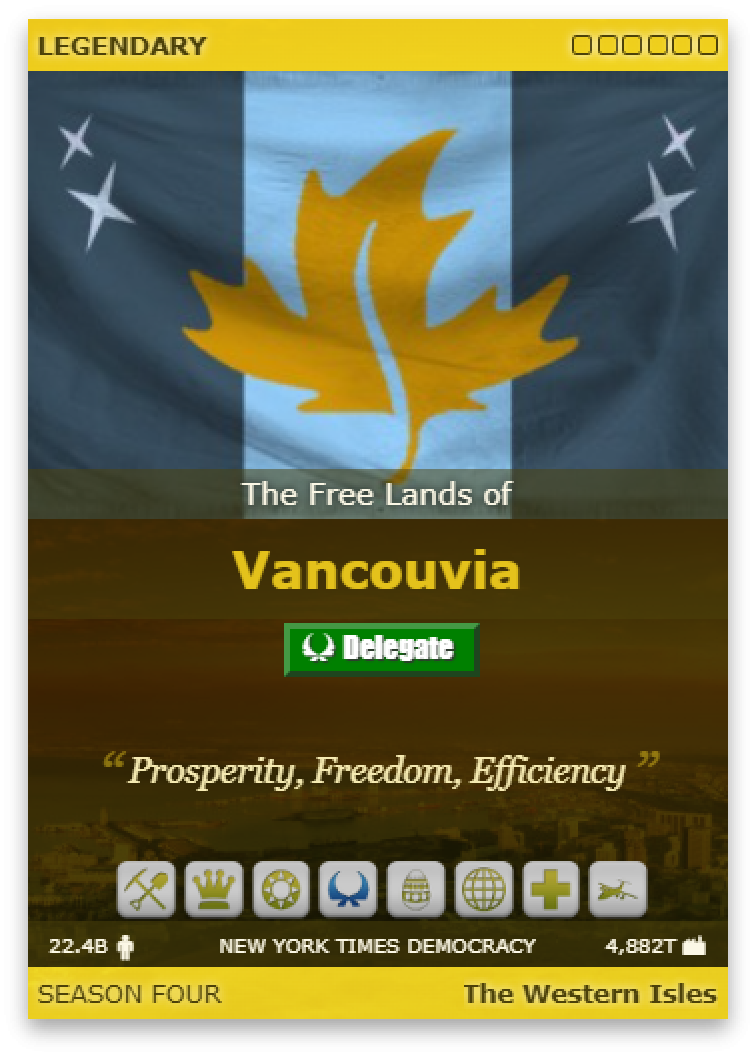 LEGENDARY
The Free Lands of
Vancouvia
Delegate
“ Prosperity, Freedom, Efficiency ”
22.4B NEW YORK TIMES DEMOCRACY 4,882T
SEASON FOUR The Western Isles